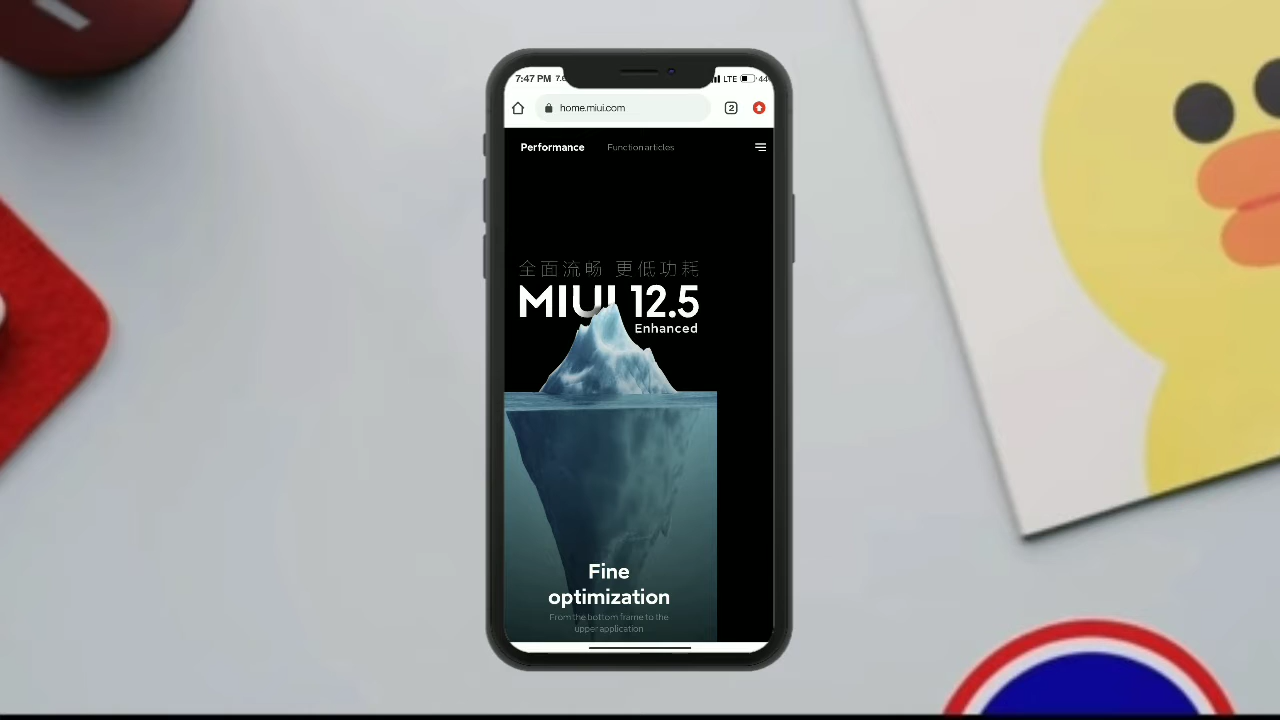 7:47 PM
LTE
home.miui.com
2
Performance Function articles
全面流畅 更低功耗
MIUI 12.5
Enhanced
Fine
optimization
From the bottom frame to the
upper application